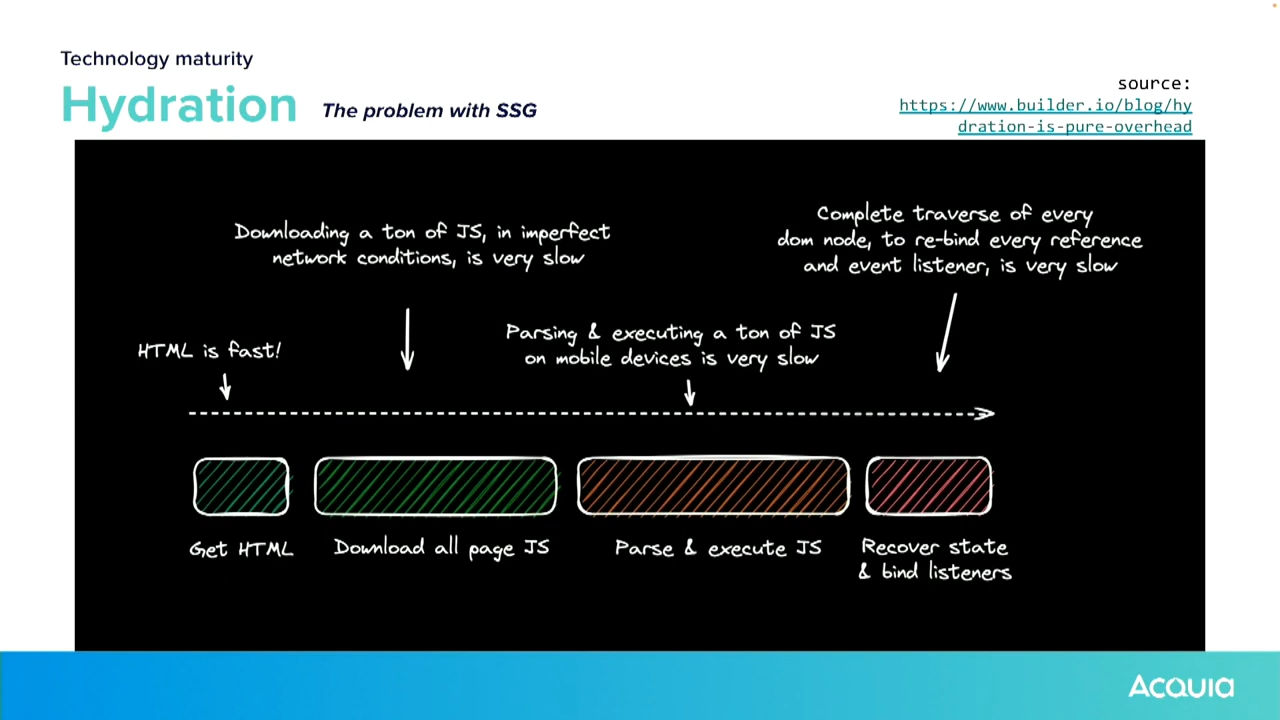 Technology maturity
Hydration
The problem with SSG
source:
https://www.builder.io/blog/hy
dration-is-pure-overhead
Downloading a ton of JS, in imperfect
network conditions, is very slow
Complete traverse of every
dom node, to re-bind every reference
and event listener, is very slow
HTML is fast!
Parsing & executing a ton of JS
on mobile devices is very slow
Get HTML
Download all page JS
Parse & execute JS
Recover state
& bind listeners
ACQUIA